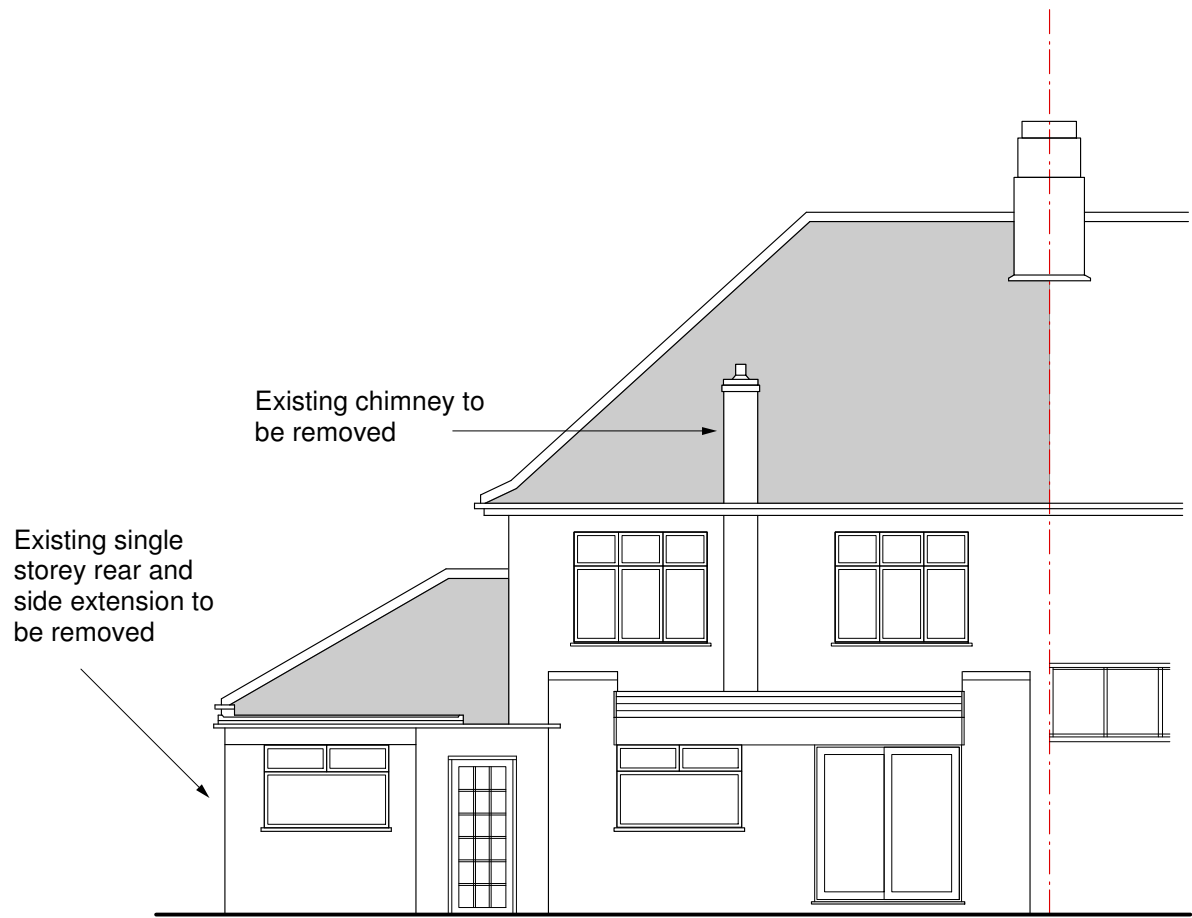 Existing chimney to
be removed
Existing single
storey rear and
side extension to
be removed